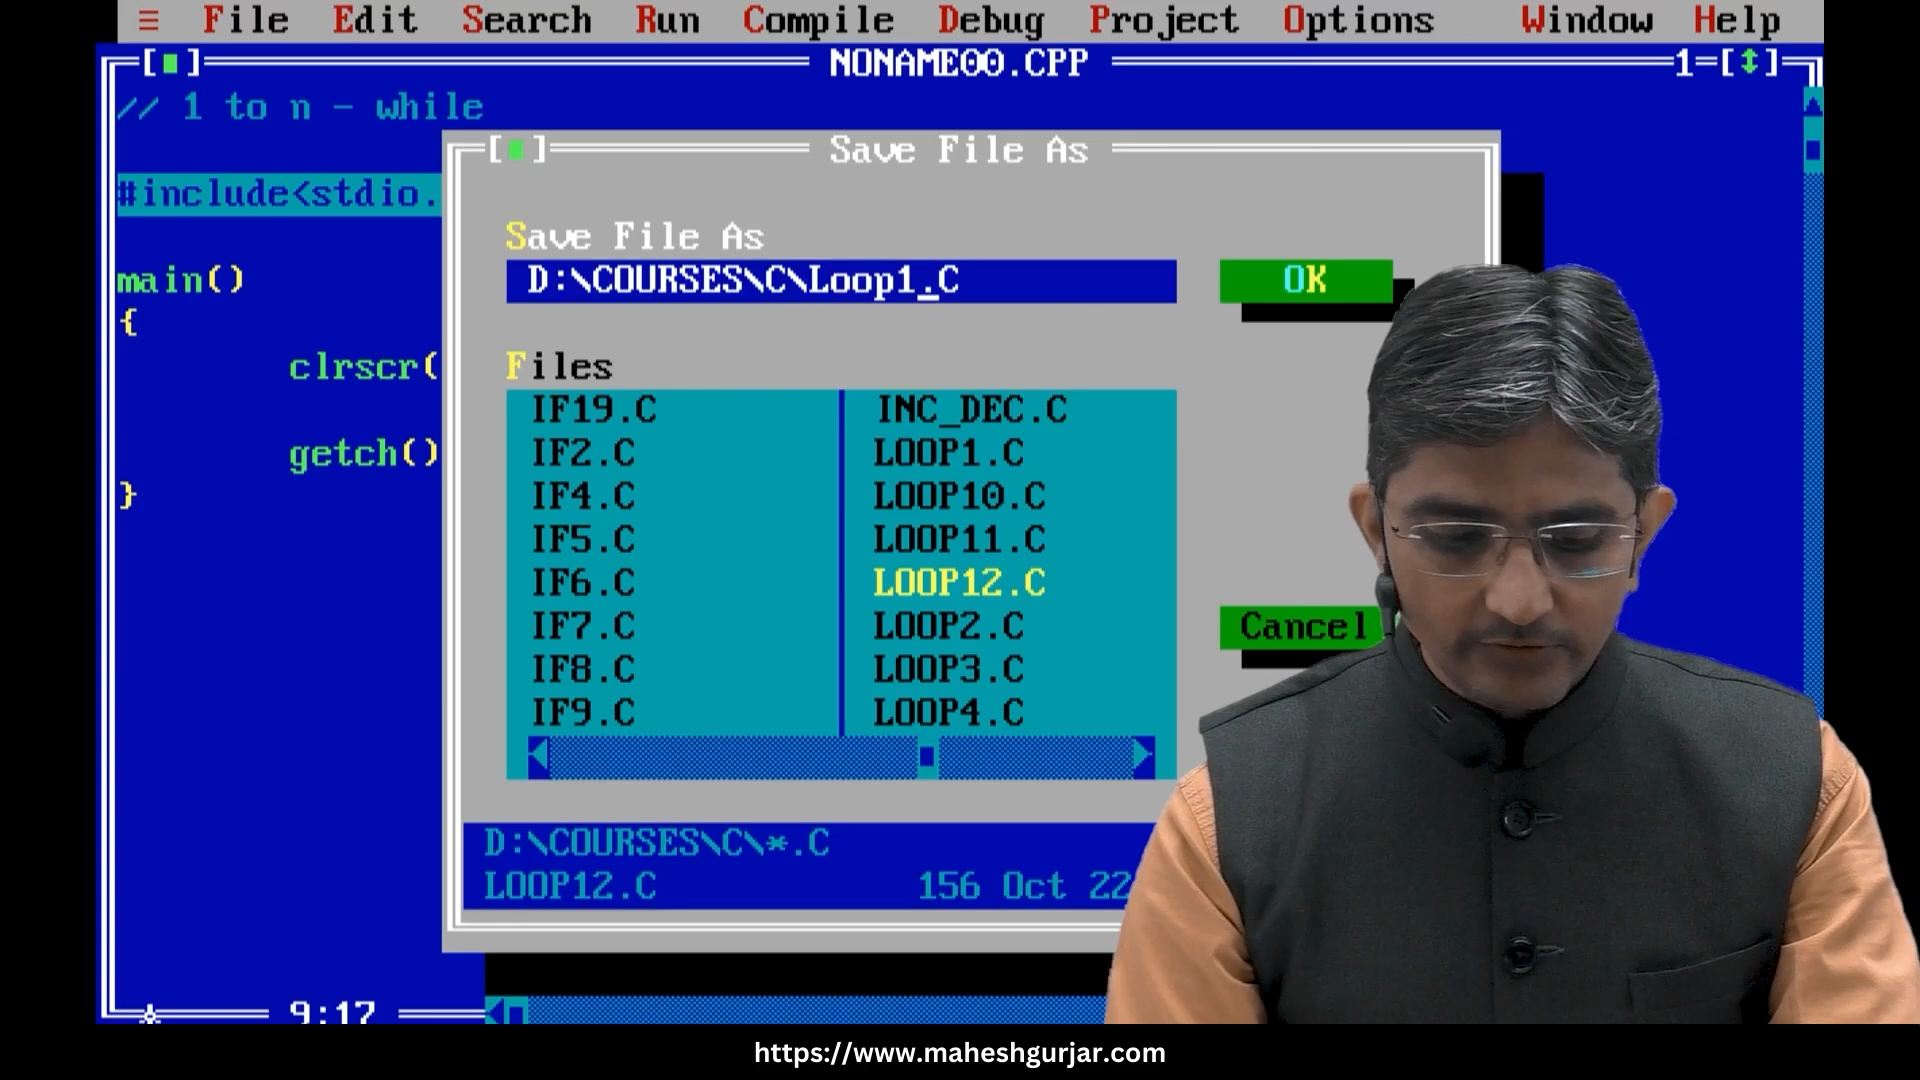 ≡ File Edit Search Run Compile Debug Project Options Window Help
[■] NONAME00.CPP 1=[↕]
// 1 to n - while
[■] Save File As
#include<stdio.
Save File As
main() D:\COURSES\C\Loop1.C OK
{
clrscr( Files
IF19.C INC_DEC.C
getch() IF2.C LOOP1.C
} IF4.C LOOP10.C
IF5.C LOOP11.C
IF6.C LOOP12.C
IF7.C LOOP2.C Cancel
IF8.C LOOP3.C
IF9.C LOOP4.C
D:\COURSES\C\*.C
LOOP12.C 156 Oct 22
9:17
https://www.maheshgurjar.com